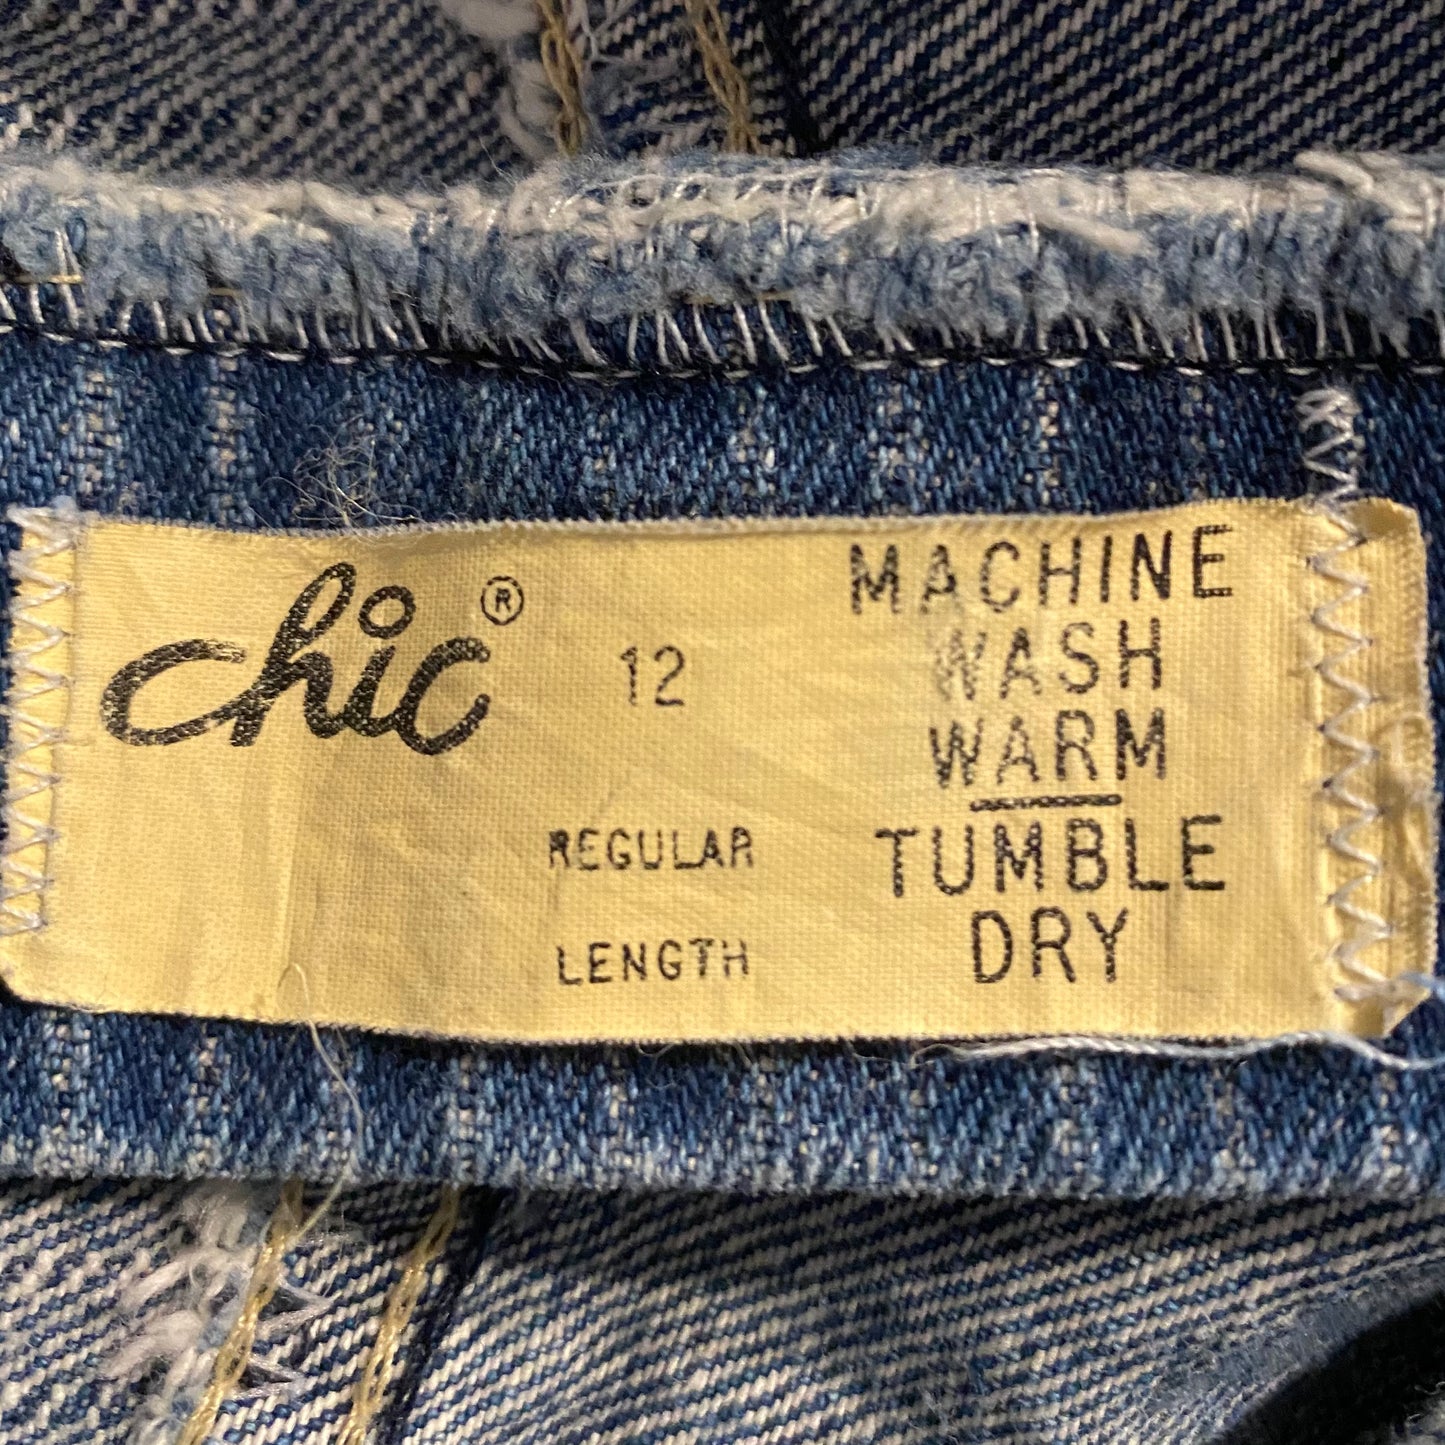 chic®
12
REGULAR
LENGTH
MACHINE
WASH
WARM
TUMBLE
DRY